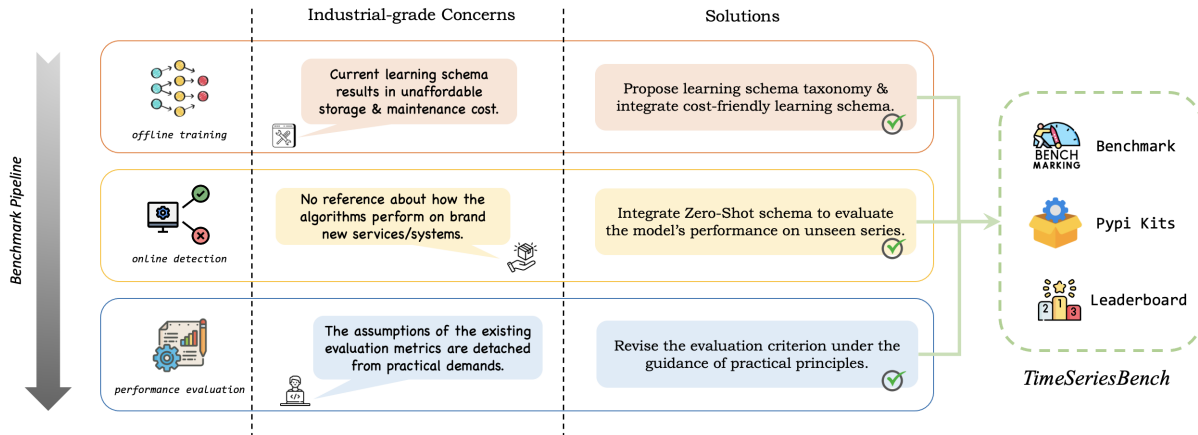 Industrial-grade Concerns
Solutions
Benchmark Pipeline
offline training
Current learning schema
results in unaffordable
storage & maintenance cost.
Propose learning schema taxonomy &
integrate cost-friendly learning schema.
online detection
No reference about how the
algorithms perform on brand
new services/systems.
Integrate Zero-Shot schema to evaluate
the model's performance on unseen series.
performance evaluation
The assumptions of the existing
evaluation metrics are detached
from practical demands.
</>
Revise the evaluation criterion under the
guidance of practical principles.
BENCH
MARKING
Benchmark
Pypi Kits
2 1 3
Leaderboard
TimeSeriesBench